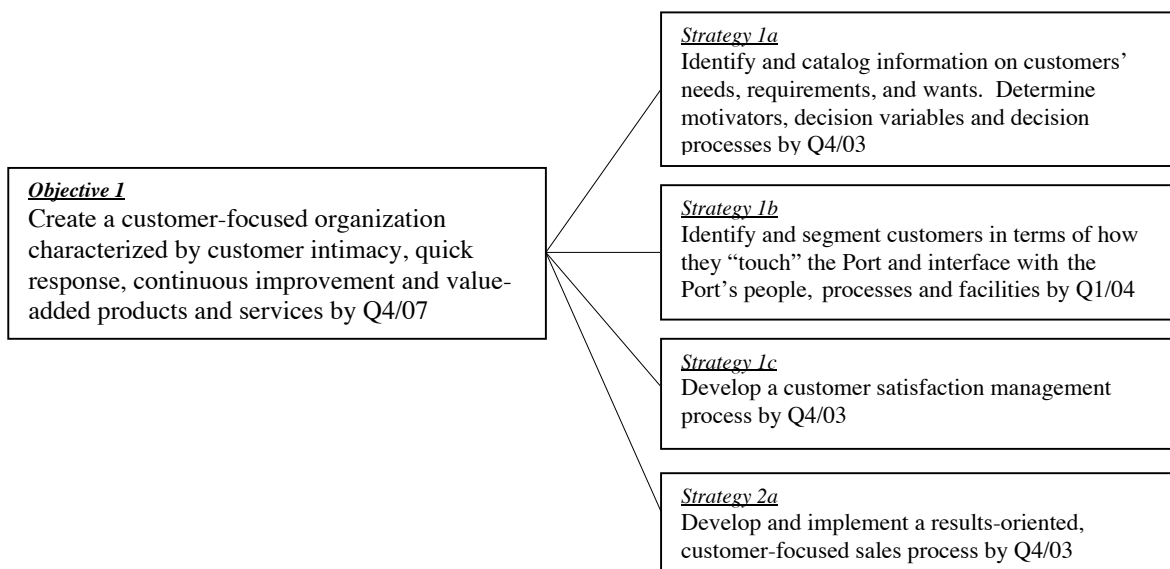 Objective 1
Create a customer-focused organization
characterized by customer intimacy, quick
response, continuous improvement and value-
added products and services by Q4/07
Strategy 1a
Identify and catalog information on customers’
needs, requirements, and wants.  Determine
motivators, decision variables and decision
processes by Q4/03
Strategy 1b
Identify and segment customers in terms of how
they “touch” the Port and interface with the
Port’s people, processes and facilities by Q1/04
Strategy 1c
Develop a customer satisfaction management
process by Q4/03
Strategy 2a
Develop and implement a results-oriented,
customer-focused sales process by Q4/03